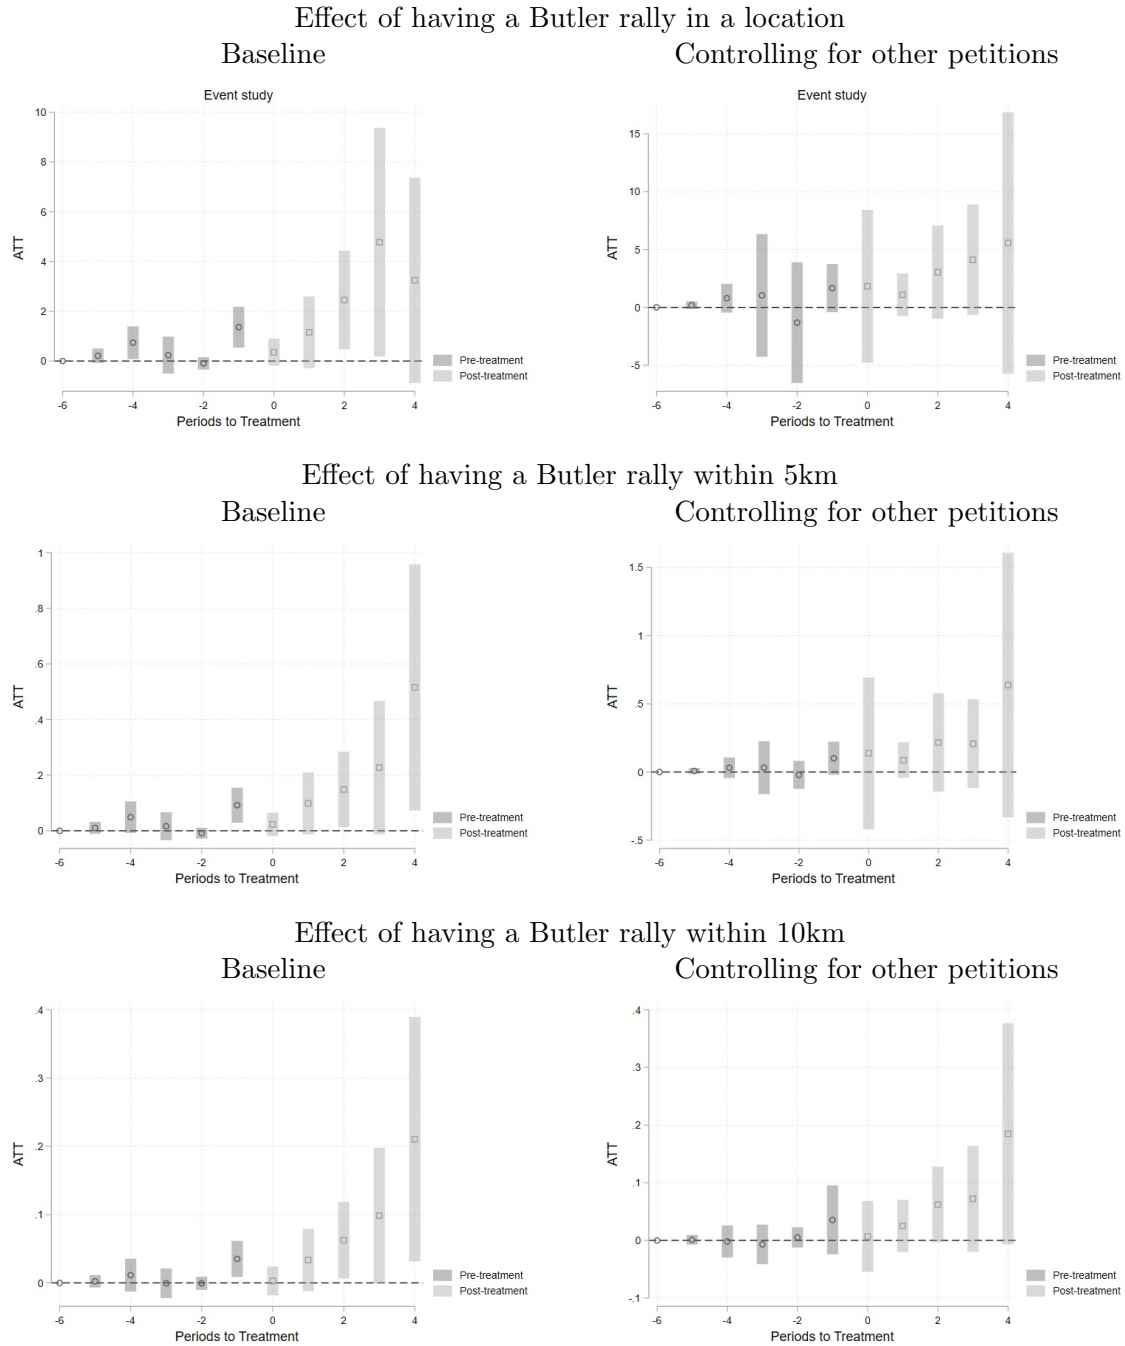 Effect of having a Butler rally in a location
Baseline
Controlling for other petitions
Event study
10
8
6
4
2
0
ATT
-6 -4 -2 0 2 4
Periods to Treatment
Pre-treatment
Post-treatment
Event study
15
10
5
0
-5
ATT
-6 -4 -2 0 2 4
Periods to Treatment
Pre-treatment
Post-treatment
Effect of having a Butler rally within 5km
Baseline
Controlling for other petitions
1
.8
.6
.4
.2
0
ATT
-6 -4 -2 0 2 4
Periods to Treatment
Pre-treatment
Post-treatment
1.5
1
.5
0
-.5
ATT
-6 -4 -2 0 2 4
Periods to Treatment
Pre-treatment
Post-treatment
Effect of having a Butler rally within 10km
Baseline
Controlling for other petitions
.4
.3
.2
.1
0
ATT
-6 -4 -2 0 2 4
Periods to Treatment
Pre-treatment
Post-treatment
.4
.3
.2
.1
0
-.1
ATT
-6 -4 -2 0 2 4
Periods to Treatment
Pre-treatment
Post-treatment